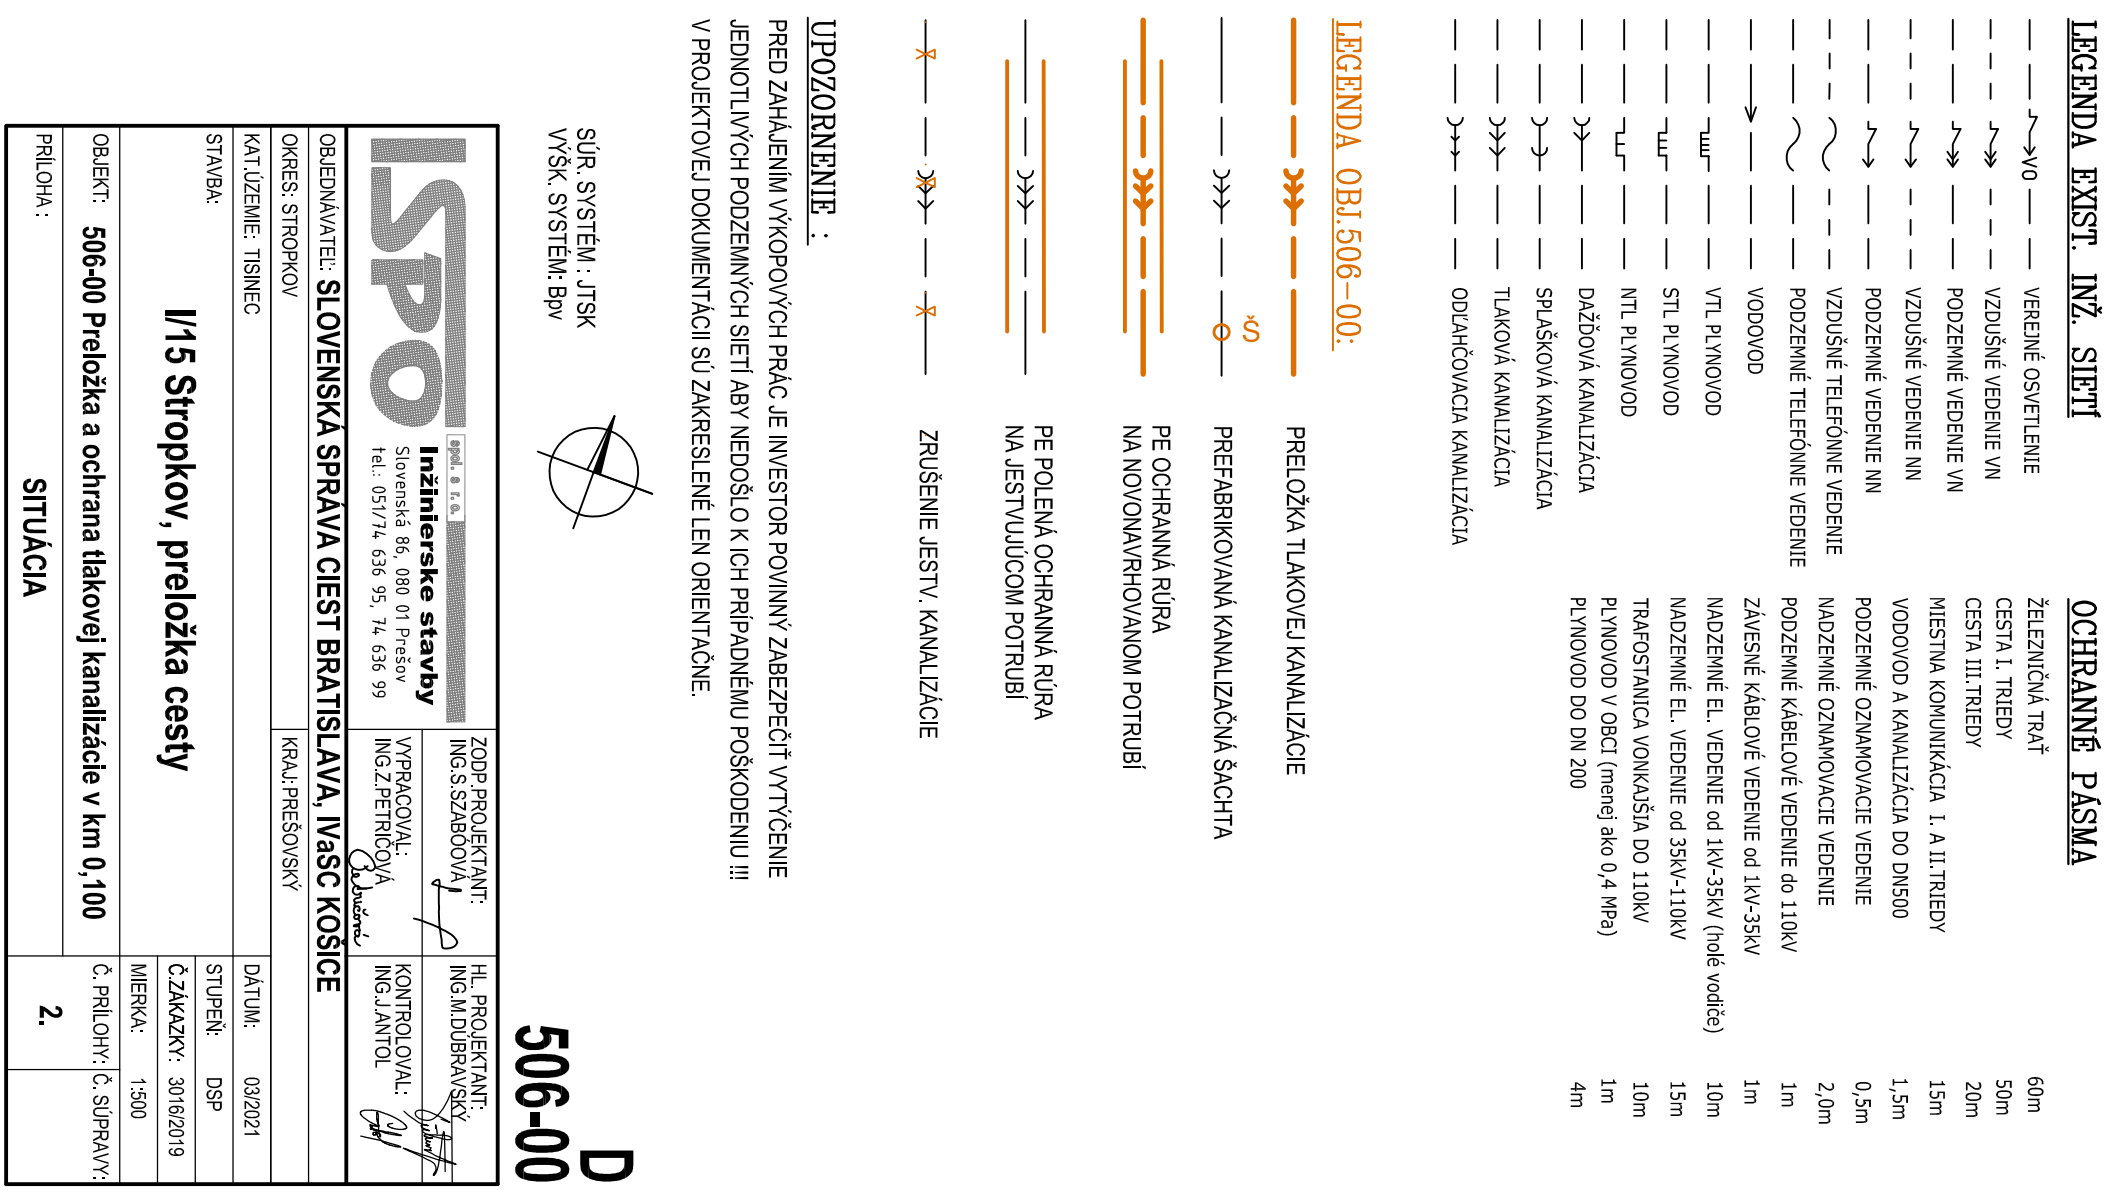 LEGENDA EXIST. INŽ. SIETÍ
VEREJNÉ OSVETLENIE
VO
VZDUŠNÉ VEDENIE VN
PODZEMNÉ VEDENIE VN
VZDUŠNÉ VEDENIE NN
PODZEMNÉ VEDENIE NN
VZDUŠNÉ TELEFÓNNE VEDENIE
PODZEMNÉ TELEFÓNNE VEDENIE
VODOVOD
VTL PLYNOVOD
STL PLYNOVOD
NTL PLYNOVOD
DAŽĎOVÁ KANALIZÁCIA
SPLAŠKOVÁ KANALIZÁCIA
TLAKOVÁ KANALIZÁCIA
ODĽAHČOVACIA KANALIZÁCIA
OCHRANNÉ PÁSMA
ŽELEZNIČNÁ TRAŤ 60m
CESTA I. TRIEDY 50m
CESTA III.TRIEDY 20m
MIESTNA KOMUNIKÁCIA I. A II.TRIEDY 15m
VODOVOD A KANALIZÁCIA DO DN500 1,5m
PODZEMNÉ OZNAMOVACIE VEDENIE 0,5m
NADZEMNÉ OZNAMOVACIE VEDENIE 2,0m
PODZEMNÉ KÁBELOVÉ VEDENIE do 110kV 1m
ZÁVESNÉ KÁBLOVÉ VEDENIE od 1kV-35kV 1m
NADZEMNÉ EL. VEDENIE od 1kV-35kV (holé vodiče) 10m
NADZEMNÉ EL. VEDENIE od 35kV-110kV 15m
TRAFOSTANICA VONKAJŠIA DO 110kV 10m
PLYNOVOD V OBCI (menej ako 0,4 MPa) 1m
PLYNOVOD DO DN 200 4m
LEGENDA OBJ.506-00:
PRELOŽKA TLAKOVEJ KANALIZÁCIE
Š
PREFABRIKOVANÁ KANALIZAČNÁ ŠACHTA
PE OCHRANNÁ RÚRA
NA NOVONAVRHOVANOM POTRUBÍ
PE POLENÁ OCHRANNÁ RÚRA
NA JESTVUJÚCOM POTRUBÍ
ZRUŠENIE JESTV. KANALIZÁCIE
UPOZORNENIE :
PRED ZAHÁJENÍM VÝKOPOVÝCH PRÁC JE INVESTOR POVINNÝ ZABEZPEČIŤ VYTÝČENIE
JEDNOTLIVÝCH PODZEMNÝCH SIETÍ ABY NEDOŠLO K ICH PRÍPADNÉMU POŠKODENIU !!!
V PROJEKTOVEJ DOKUMENTÁCII SÚ ZAKRESLENÉ LEN ORIENTAČNE.
SÚR. SYSTÉM : JTSK
VÝŠK. SYSTÉM: Bpv
D
506-00
ISPO
spol. s r. o.
Inžinierske stavby
Slovenská 86, 080 01 Prešov
tel.: 051/74 636 95, 74 636 99
ZODP.PROJEKTANT:
ING.S.SZABÓOVÁ
HL. PROJEKTANT:
ING.M.DÚBRAVSKÝ
VYPRACOVAL:
ING.Z.PETRIČOVÁ
KONTROLOVAL:
ING.J.ANTOL
OBJEDNÁVATEĽ: SLOVENSKÁ SPRÁVA CIEST BRATISLAVA, IVaSC KOŠICE
OKRES: STROPKOV
KRAJ:PREŠOVSKÝ
KAT.ÚZEMIE: TISINEC
DÁTUM: 03/2021
STAVBA:
I/15 Stropkov, preložka cesty
STUPEŇ: DSP
Č.ZÁKAZKY: 3016/2019
MIERKA: 1:500
OBJEKT: 506-00 Preložka a ochrana tlakovej kanalizácie v km 0,100
Č. PRÍLOHY: Č. SÚPRAVY:
PRÍLOHA :
SITUÁCIA
2.